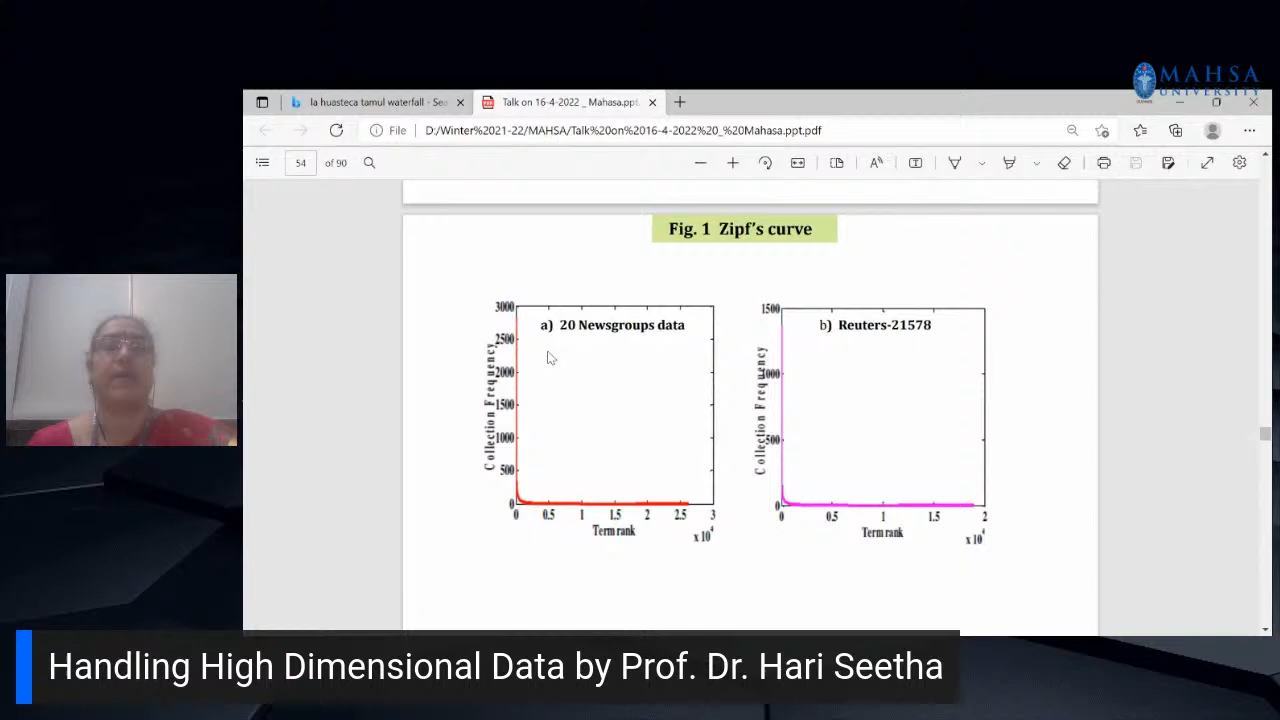 MAHSA
UNIVERSITY
la huasteca tamul waterfall - Sea
Talk on 16-4-2022 _ Mahasa.ppt.
File
D:/Winter%2021-22/MAHSA/Talk%20on%2016-4-2022%20_%20Mahasa.ppt.pdf
54
of 90
Fig. 1 Zipf's curve
a) 20 Newsgroups data
3000
2500
2000
1500
1000
500
0
Collection Frequency
0 0.5 1 1.5 2 2.5 3
Term rank
x 10^4
b) Reuters-21578
1500
1000
500
0
Collection Frequency
0 0.5 1 1.5 2
Term rank
x 10^4
Handling High Dimensional Data by Prof. Dr. Hari Seetha